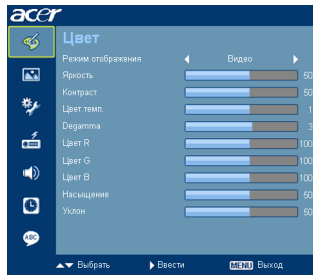 acer
Цвет
Режим отображения Видео
Яркость 50
Контраст 50
Цвет.темп. 1
Degamma 3
Цвет R 100
Цвет G 100
Цвет B 100
Насыщение 50
Уклон 50
ABC
Выбрать Ввести MENU Выход